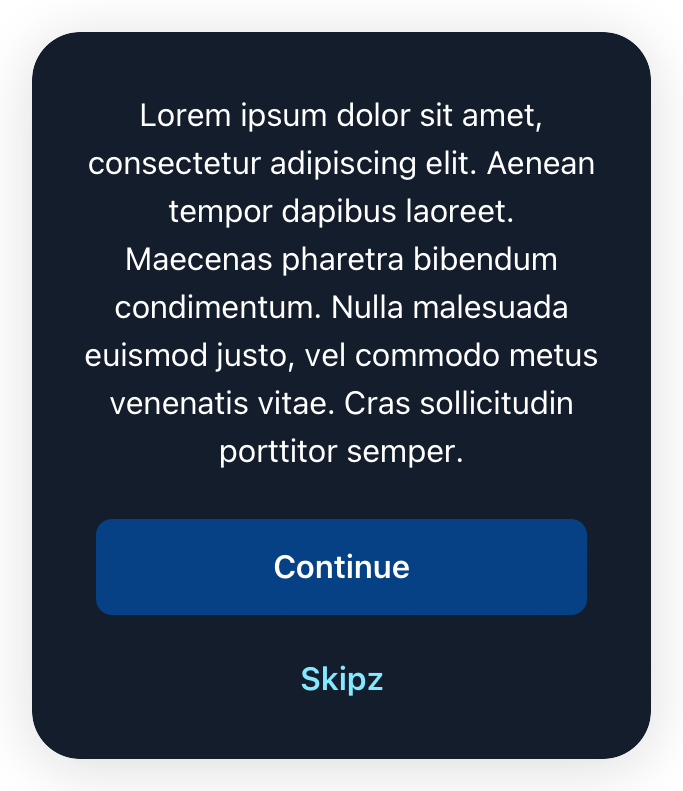 Lorem ipsum dolor sit amet,
consectetur adipiscing elit. Aenean
tempor dapibus laoreet.
Maecenas pharetra bibendum
condimentum. Nulla malesuada
euismod justo, vel commodo metus
venenatis vitae. Cras sollicitudin
porttitor semper.
Continue
Skipz